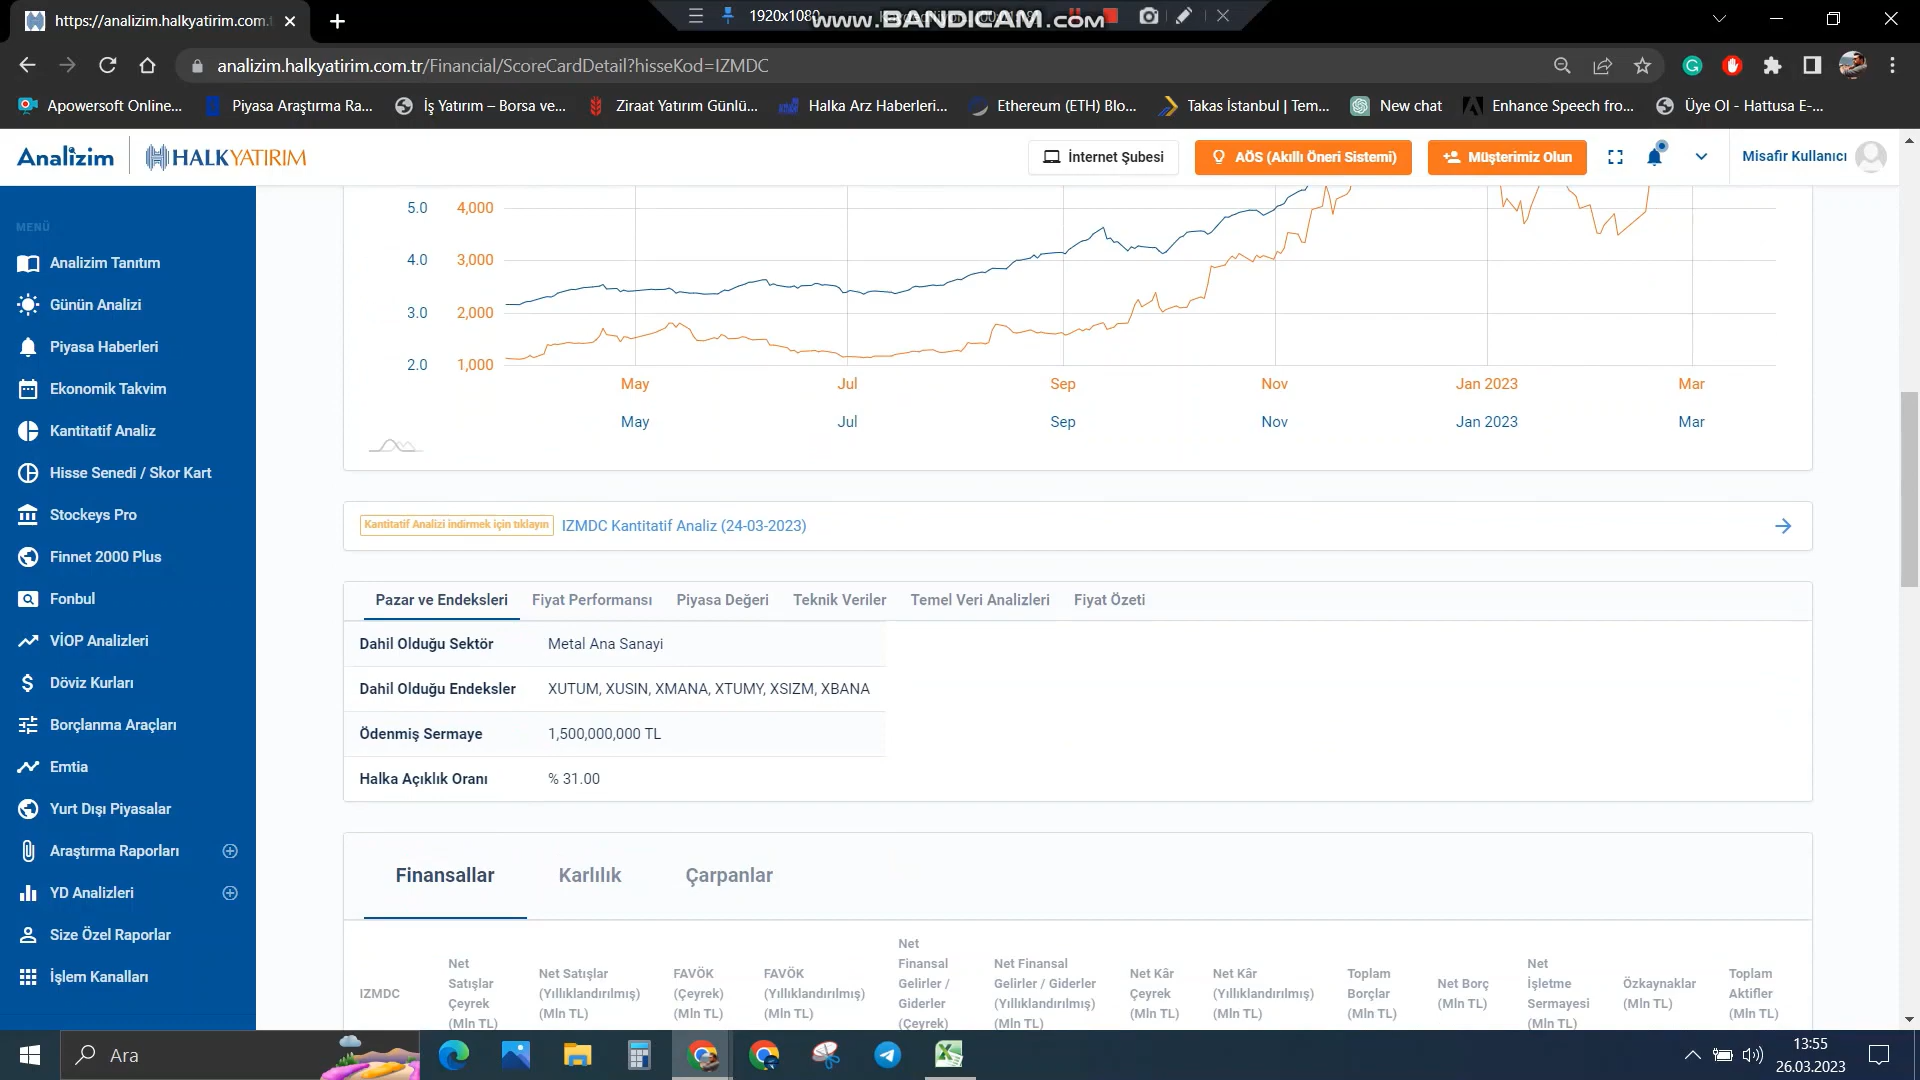 https://analizim.halkyatirim.com.
1920x1080
www.BANDICAM.com
analizim.halkyatirim.com.tr/Financial/ScoreCardDetail?hisseKod=IZMDC
Apowersoft Online...
Piyasa Araştırma Ra...
İş Yatırım – Borsa ve...
Ziraat Yatırım Günlü...
Halka Arz Haberleri...
Ethereum (ETH) Blo...
Takas İstanbul | Tem...
New chat
Enhance Speech fro...
Üye Ol - Hattusa E-...
Analizim
HALKYATIRIM
İnternet Şubesi
AÖS (Akıllı Öneri Sistemi)
Müşterimiz Olun
Misafir Kullanıcı
MENÜ
Analizim Tanıtım
Günün Analizi
Piyasa Haberleri
Ekonomik Takvim
Kantitatif Analiz
Hisse Senedi / Skor Kart
Stockeys Pro
Finnet 2000 Plus
Fonbul
VİOP Analizleri
Döviz Kurları
Borçlanma Araçları
Emtia
Yurt Dışı Piyasalar
Araştırma Raporları
YD Analizleri
Size Özel Raporlar
İşlem Kanalları
5.0 4,000
4.0 3,000
3.0 2,000
2.0 1,000
May Jul Sep Nov Jan 2023 Mar
May Jul Sep Nov Jan 2023 Mar
Kantitatif Analizi indirmek için tıklayın IZMDC Kantitatif Analiz (24-03-2023)
Pazar ve Endeksleri Fiyat Performansı Piyasa Değeri Teknik Veriler Temel Veri Analizleri Fiyat Özeti
Dahil Olduğu Sektör Metal Ana Sanayi
Dahil Olduğu Endeksler XUTUM, XUSIN, XMANA, XTUMY, XSIZM, XBANA
Ödenmiş Sermaye 1,500,000,000 TL
Halka Açıklık Oranı % 31.00
Finansallar Karlılık Çarpanlar
IZMDC
Net
Satışlar
Çeyrek
(Mln TL)
Net Satışlar
(Yıllıklandırılmış)
(Mln TL)
FAVÖK
(Çeyrek)
(Mln TL)
FAVÖK
(Yıllıklandırılmış)
(Mln TL)
Net
Finansal
Gelirler /
Giderler
(Çeyrek)
Net Finansal
Gelirler / Giderler
(Yıllıklandırılmış)
(Mln TL)
Net Kâr
Çeyrek
(Mln TL)
Net Kâr
(Yıllıklandırılmış)
(Mln TL)
Toplam
Borçlar
(Mln TL)
Net Borç
(Mln TL)
Net
İşletme
Sermayesi
(Mln TL)
Özkaynaklar
(Mln TL)
Toplam
Aktifler
(Mln TL)
Ara
13:55
26.03.2023